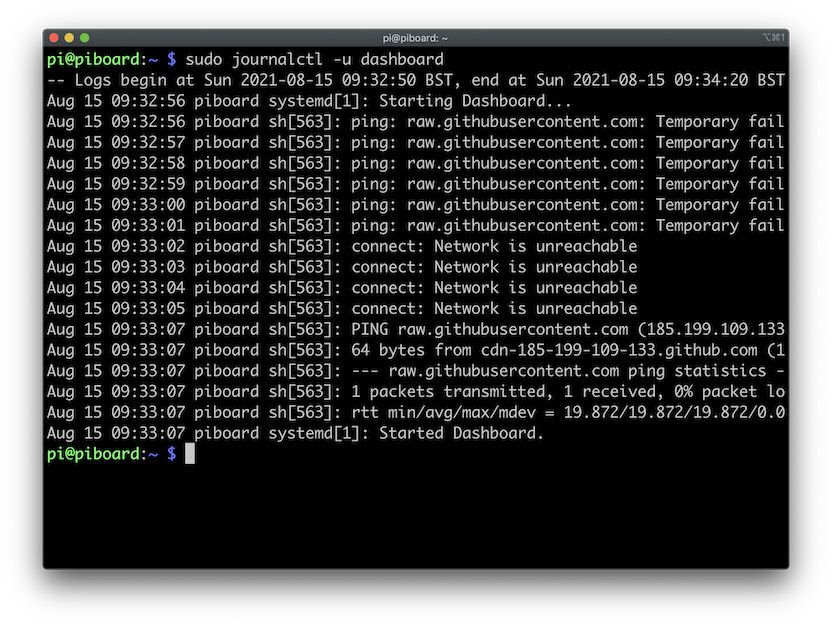 pi@piboard: ~
⌥⌘1
pi@piboard:~ $ sudo journalctl -u dashboard
-- Logs begin at Sun 2021-08-15 09:32:50 BST, end at Sun 2021-08-15 09:34:20 BST
Aug 15 09:32:56 piboard systemd[1]: Starting Dashboard...
Aug 15 09:32:56 piboard sh[563]: ping: raw.githubusercontent.com: Temporary fail
Aug 15 09:32:57 piboard sh[563]: ping: raw.githubusercontent.com: Temporary fail
Aug 15 09:32:58 piboard sh[563]: ping: raw.githubusercontent.com: Temporary fail
Aug 15 09:32:59 piboard sh[563]: ping: raw.githubusercontent.com: Temporary fail
Aug 15 09:33:00 piboard sh[563]: ping: raw.githubusercontent.com: Temporary fail
Aug 15 09:33:01 piboard sh[563]: ping: raw.githubusercontent.com: Temporary fail
Aug 15 09:33:02 piboard sh[563]: connect: Network is unreachable
Aug 15 09:33:03 piboard sh[563]: connect: Network is unreachable
Aug 15 09:33:04 piboard sh[563]: connect: Network is unreachable
Aug 15 09:33:05 piboard sh[563]: connect: Network is unreachable
Aug 15 09:33:07 piboard sh[563]: PING raw.githubusercontent.com (185.199.109.133
Aug 15 09:33:07 piboard sh[563]: 64 bytes from cdn-185-199-109-133.github.com (1
Aug 15 09:33:07 piboard sh[563]: --- raw.githubusercontent.com ping statistics -
Aug 15 09:33:07 piboard sh[563]: 1 packets transmitted, 1 received, 0% packet lo
Aug 15 09:33:07 piboard sh[563]: rtt min/avg/max/mdev = 19.872/19.872/19.872/0.0
Aug 15 09:33:07 piboard systemd[1]: Started Dashboard.
pi@piboard:~ $